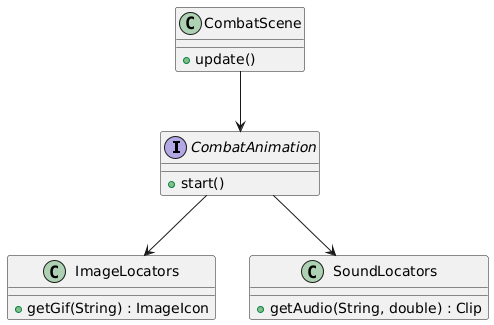 C CombatScene
update()
I CombatAnimation
start()
C ImageLocators
getGif(String) : ImageIcon
C SoundLocators
getAudio(String, double) : Clip